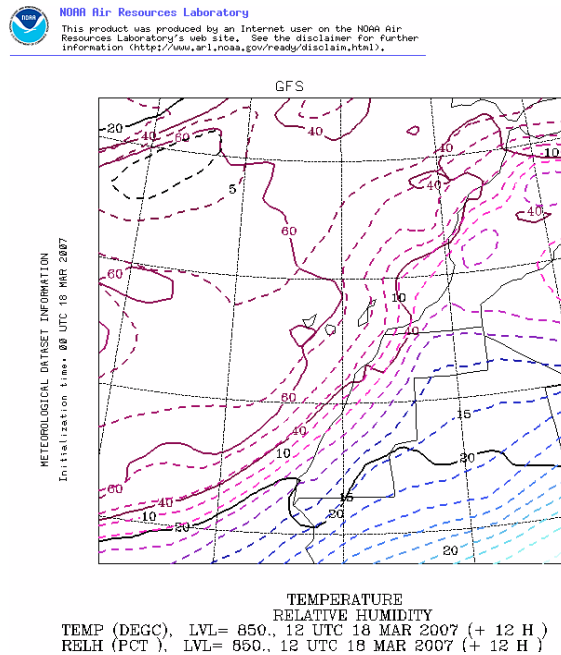 NOAA Air Resources Laboratory
This product was produced by an Internet user on the NOAA Air
Resources Laboratory's web site. See the disclaimer for further
information (http://www.arl.noaa.gov/ready/disclaim.html).
GFS
20
40
60
40
40
10
5
40
40
60
60
10
40
60
15
40
10
20
60
40
15
10
20
20
20
METEOROLOGICAL DATASET INFORMATION
Initialization time: 00 UTC 18 MAR 2007
TEMPERATURE
RELATIVE HUMIDITY
TEMP (DEGC), LVL= 850., 12 UTC 18 MAR 2007 (+ 12 H )
RELH (PCT ), LVL= 850., 12 UTC 18 MAR 2007 (+ 12 H )